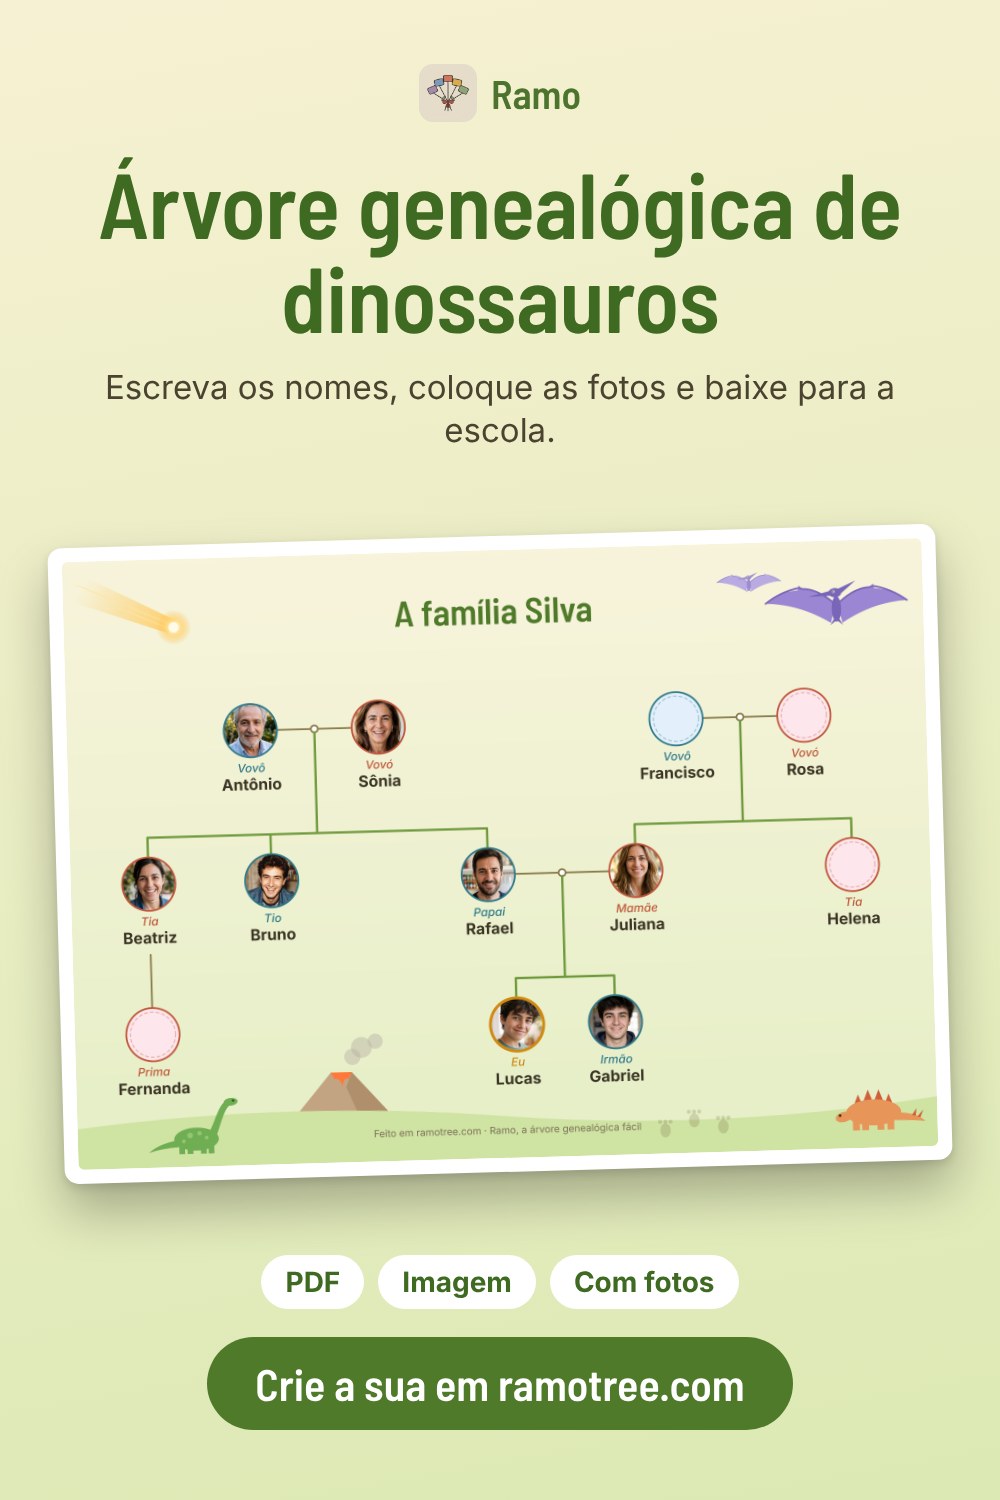 Ramo
Árvore genealógica de
dinossauros
Escreva os nomes, coloque as fotos e baixe para a
escola.
A família Silva
Vovô
Antônio
Vovó
Sônia
Vovô
Francisco
Vovó
Rosa
Tia
Beatriz
Tio
Bruno
Papai
Rafael
Mamãe
Juliana
Tia
Helena
Prima
Fernanda
Eu
Lucas
Irmão
Gabriel
Feito em ramotree.com · Ramo, a árvore genealógica fácil
PDF
Imagem
Com fotos
Crie a sua em ramotree.com